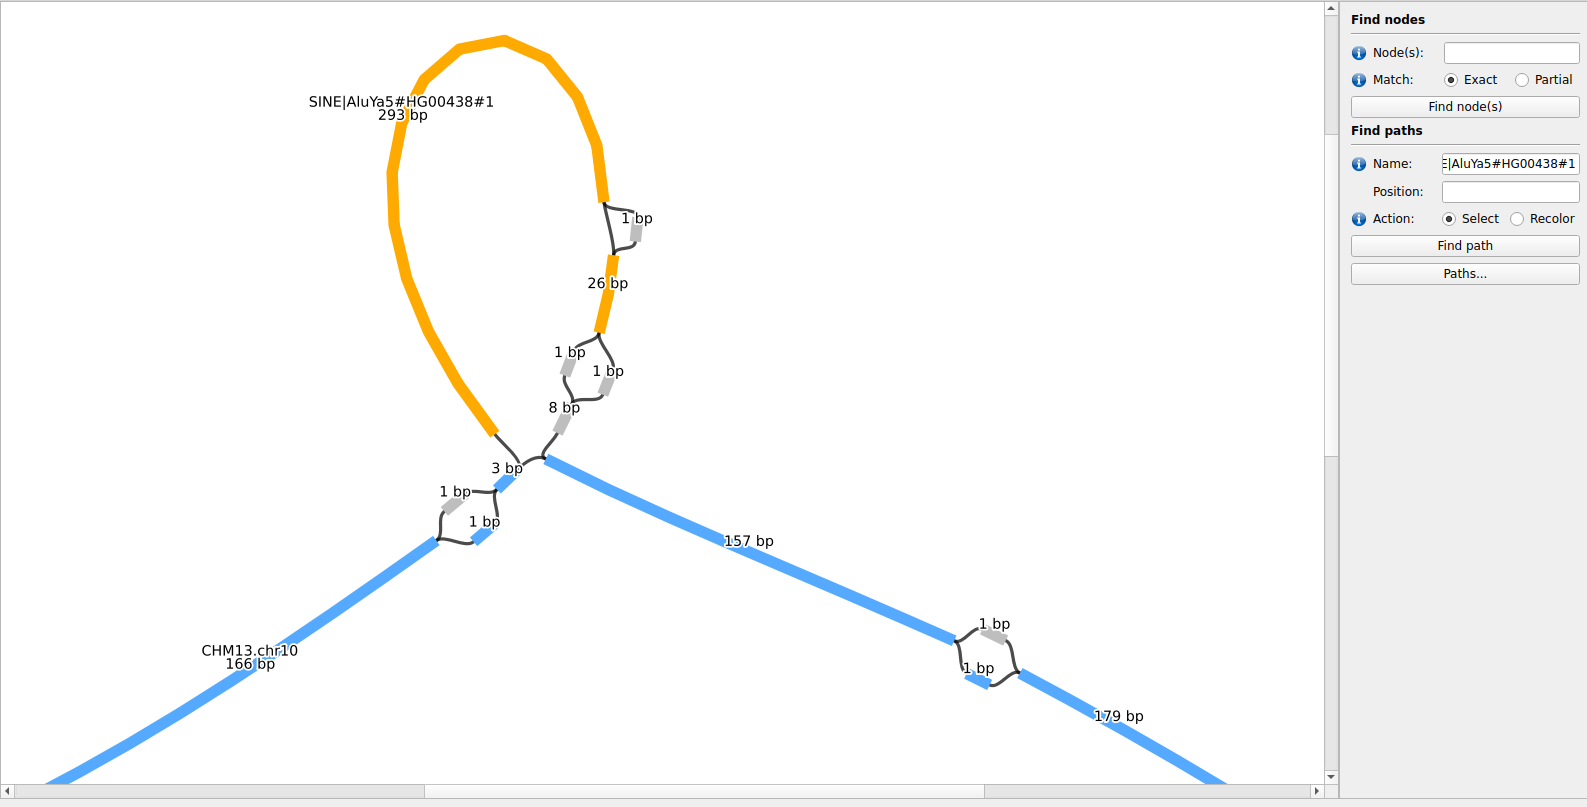 SINE|AluYa5#HG00438#1
293 bp
1 bp
26 bp
1 bp
1 bp
8 bp
3 bp
1 bp
1 bp
157 bp
1 bp
1 bp
CHM13.chr10
166 bp
179 bp
Find nodes
Node(s):
Match: Exact Partial
Find node(s)
Find paths
Name: E|AluYa5#HG00438#1
Position:
Action: Select Recolor
Find path
Paths...